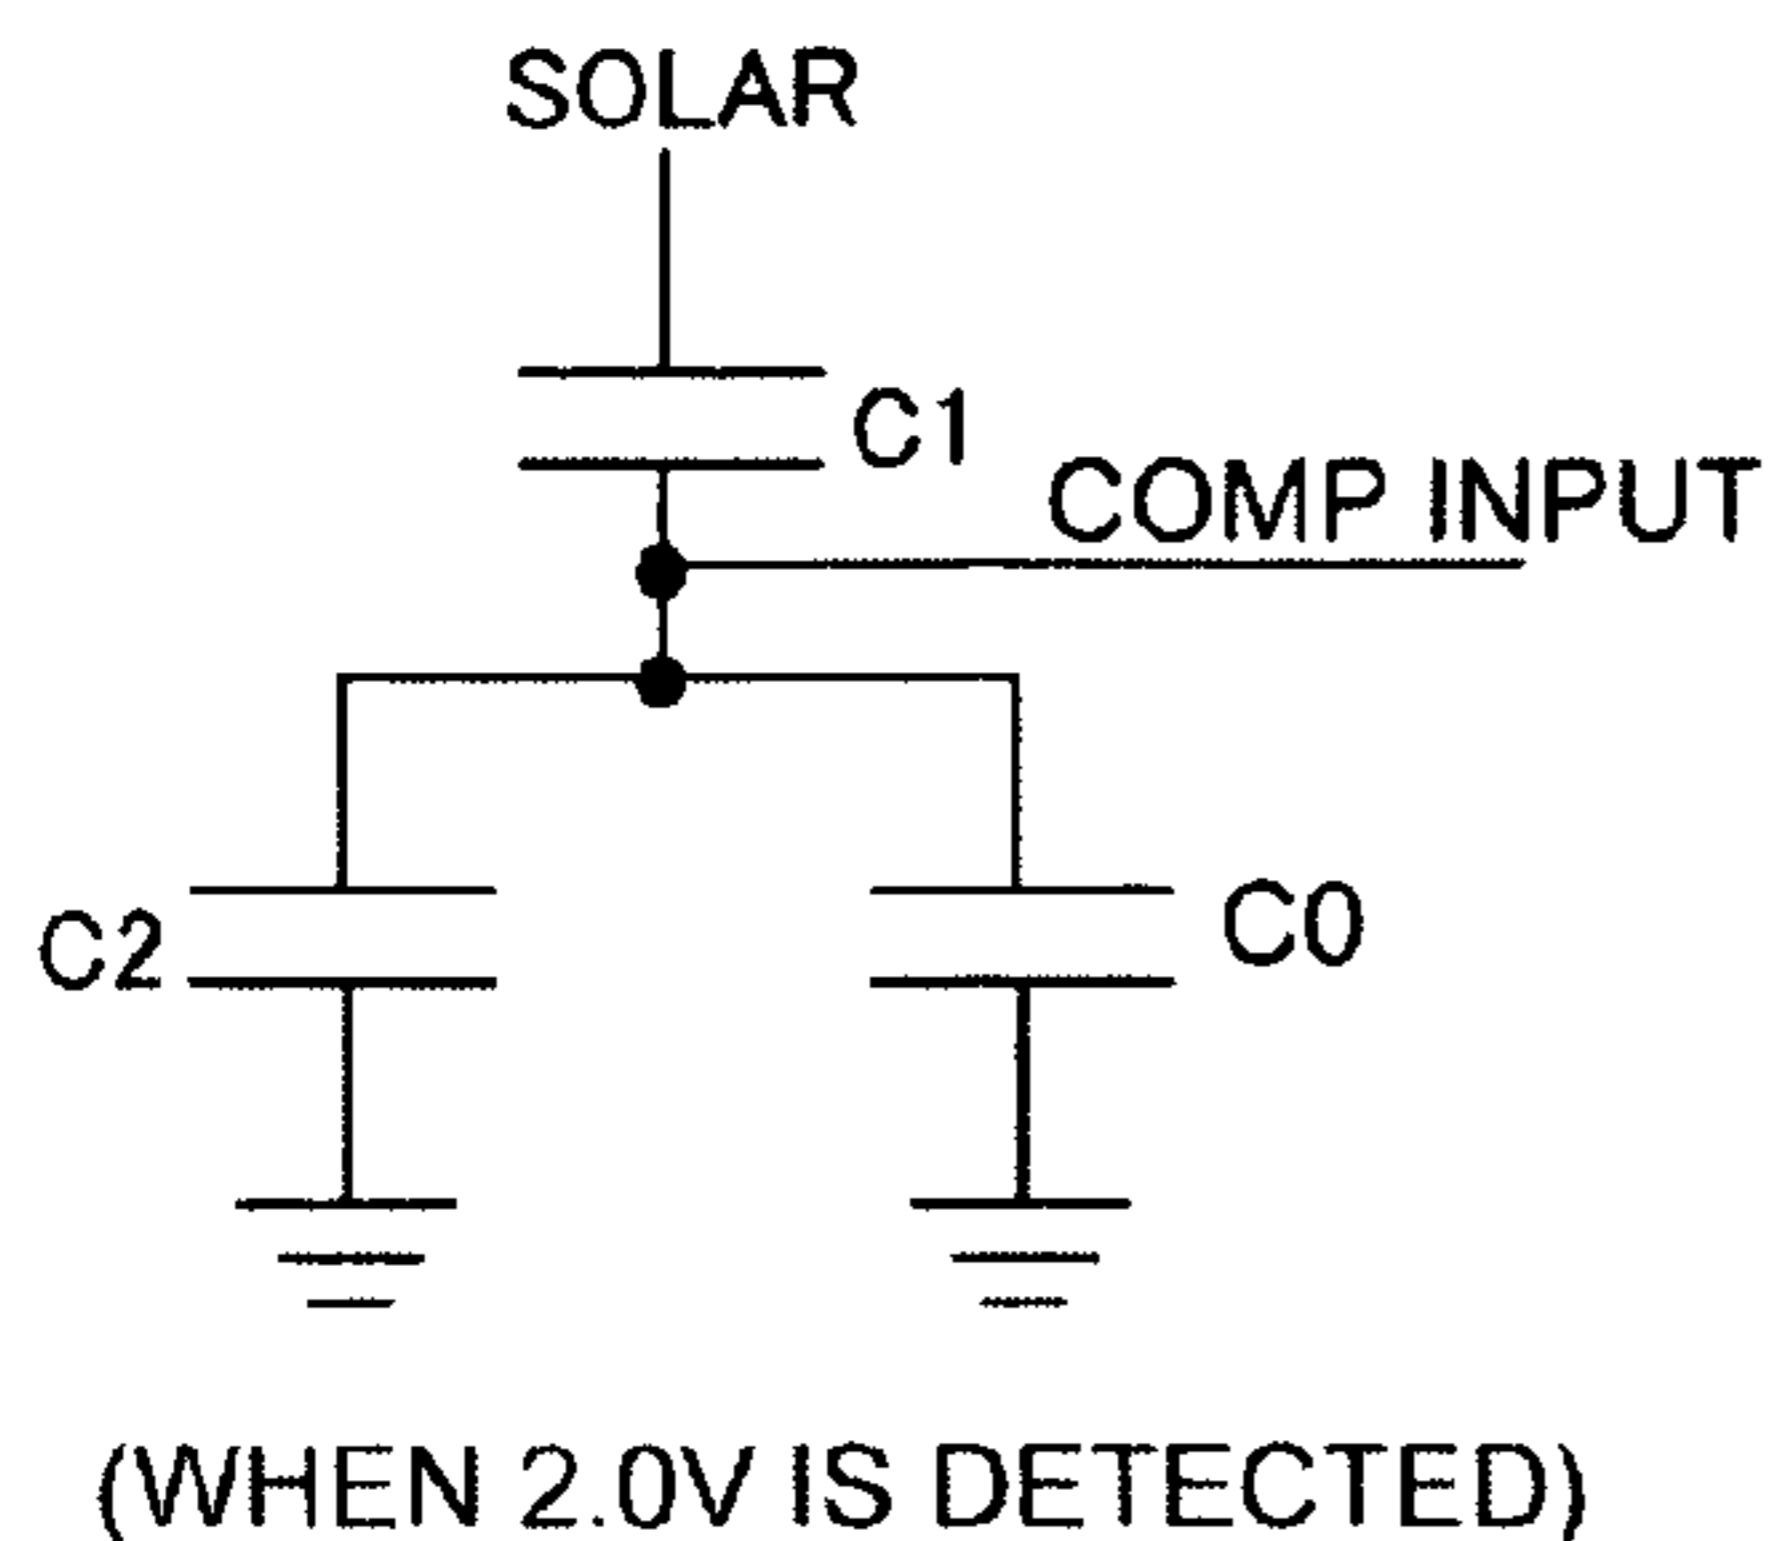 SOLAR
C1
COMP INPUT
C2
C0
(WHEN 2.0V IS DETECTED)